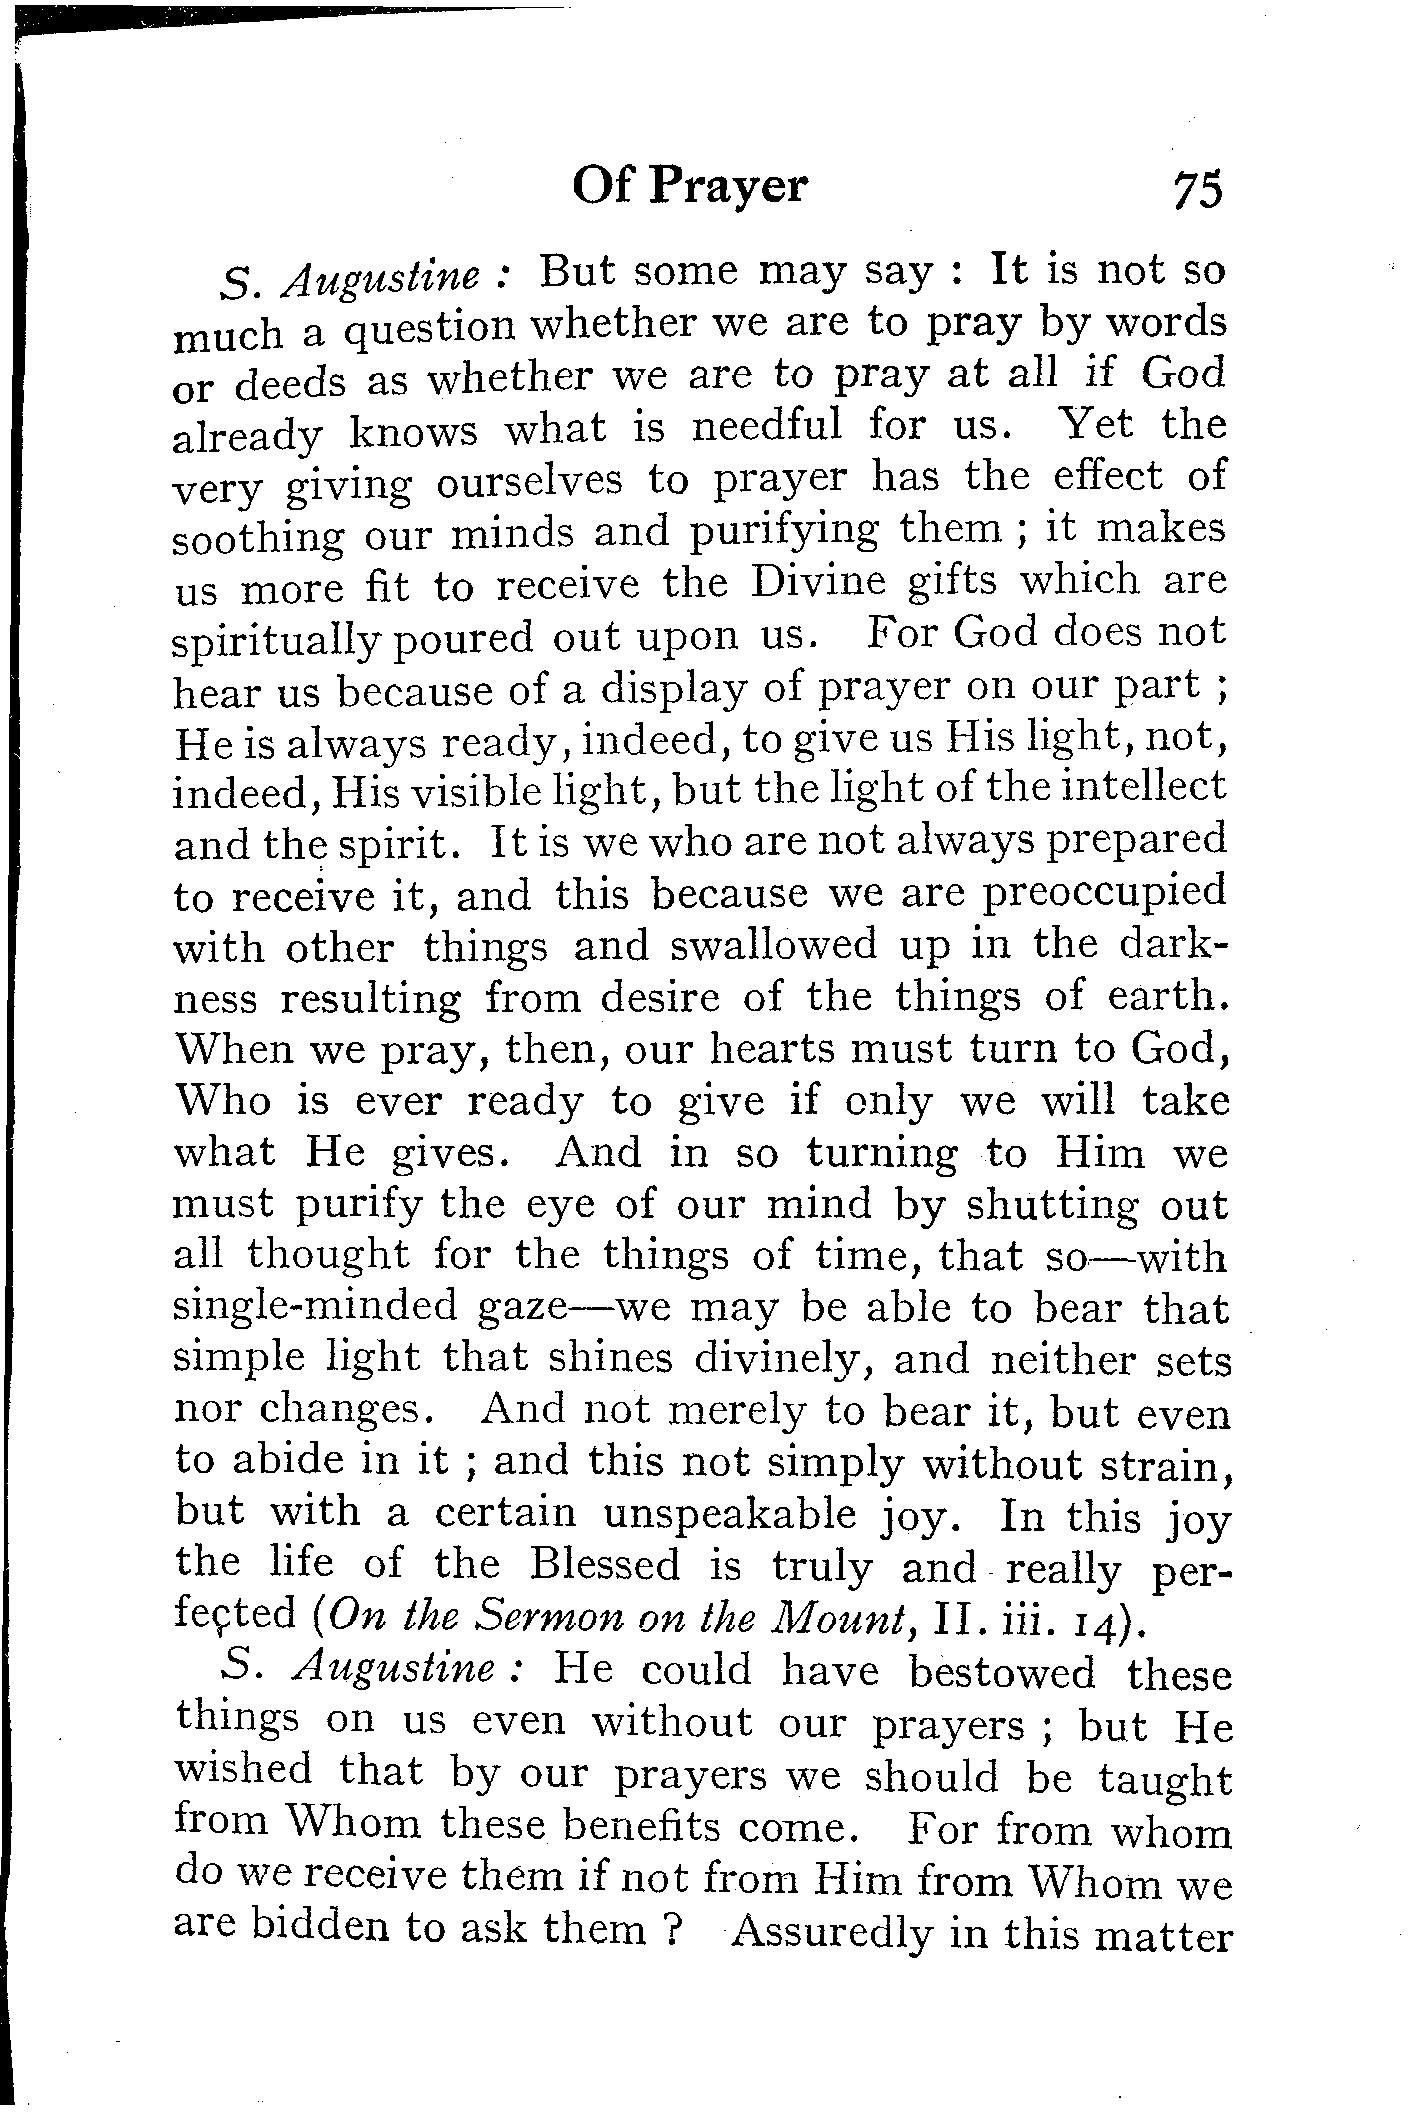 Of Prayer 75
S. Augustine : But some may say : It is not so
much a question whether we are to pray by words
or deeds as whether we are to pray at all if God
already knows what is needful for us. Yet the
very giving ourselves to prayer has the effect of
soothing our minds and purifying them ; it makes
us more fit to receive the Divine gifts which are
spiritually poured out upon us. For God does not
hear us because of a display of prayer on our part ;
He is always ready, indeed, to give us His light, not,
indeed, His visible light, but the light of the intellect
and the spirit. It is we who are not always prepared
to receive it, and this because we are preoccupied
with other things and swallowed up in the dark-
ness resulting from desire of the things of earth.
When we pray, then, our hearts must turn to God,
Who is ever ready to give if only we will take
what He gives. And in so turning to Him we
must purify the eye of our mind by shutting out
all thought for the things of time, that so—with
single-minded gaze—we may be able to bear that
simple light that shines divinely, and neither sets
nor changes. And not merely to bear it, but even
to abide in it ; and this not simply without strain,
but with a certain unspeakable joy. In this joy
the life of the Blessed is truly and really per-
fected (On the Sermon on the Mount, II. iii. 14).
S. Augustine : He could have bestowed these
things on us even without our prayers ; but He
wished that by our prayers we should be taught
from Whom these benefits come. For from whom
do we receive them if not from Him from Whom we
are bidden to ask them ? Assuredly in this matter